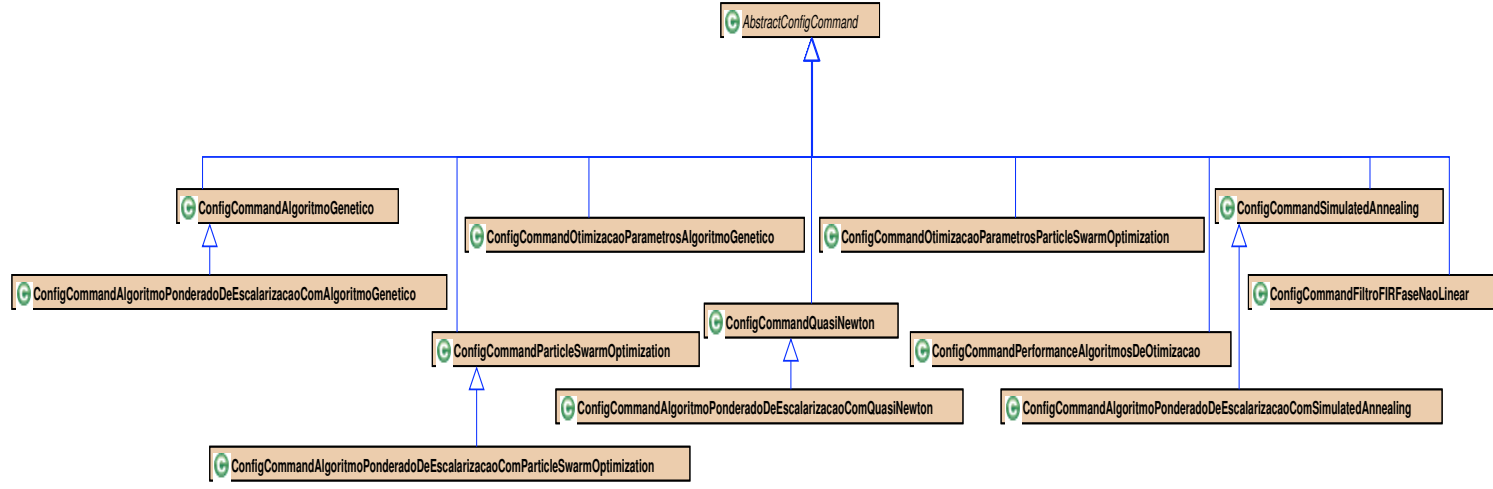 AbstractConfigCommand
ConfigCommandAlgoritmoGenetico
ConfigCommandSimulatedAnnealing
ConfigCommandOtimizacaoParametrosAlgoritmoGenetico
ConfigCommandOtimizacaoParametrosParticleSwarmOptimization
ConfigCommandAlgoritmoPonderadoDeEscalarizacaoComAlgoritmoGenetico
ConfigCommandFiltroFIRFaseNaoLinear
ConfigCommandQuasiNewton
ConfigCommandParticleSwarmOptimization
ConfigCommandPerformanceAlgoritmosDeOtimizacao
ConfigCommandAlgoritmoPonderadoDeEscalarizacaoComQuasiNewton
ConfigCommandAlgoritmoPonderadoDeEscalarizacaoComSimulatedAnnealing
ConfigCommandAlgoritmoPonderadoDeEscalarizacaoComParticleSwarmOptimization